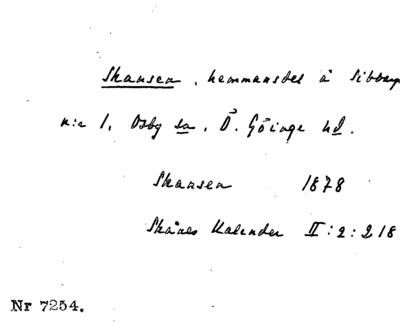 Skansen, hemmansdel å Sibbarp
n:o 1, Osby sn, Ö. Göinge hd.
Skansen 1878
Skånes Kalender II:2:218
Nr 7254.